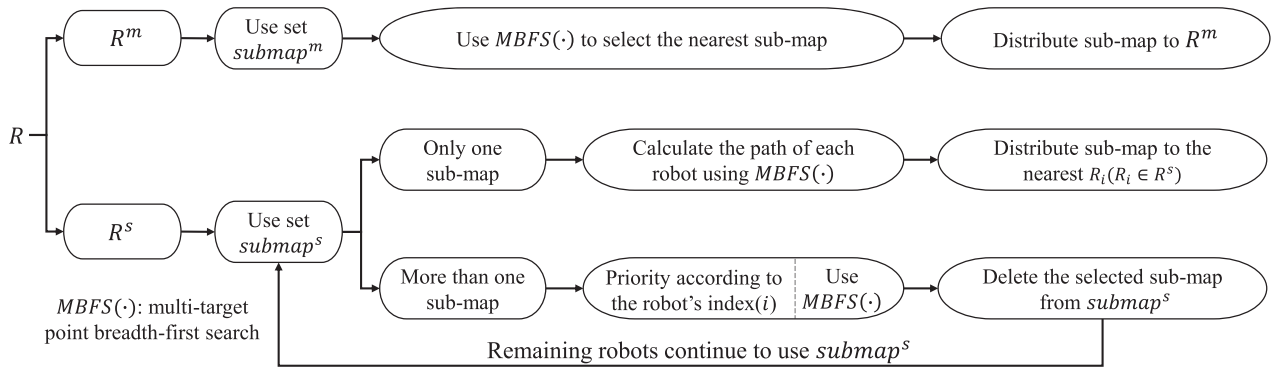 R
R^m
Use set
submap^m
Use MBFS(·) to select the nearest sub-map
Distribute sub-map to R^m
Only one
sub-map
Calculate the path of each
robot using MBFS(·)
Distribute sub-map to the
nearest R_i(R_i ∈ R^s)
R^s
Use set
submap^s
More than one
sub-map
Priority according to
the robot's index(i)
Use
MBFS(·)
Delete the selected sub-map
from submap^s
MBFS(·): multi-target
point breadth-first search
Remaining robots continue to use submap^s